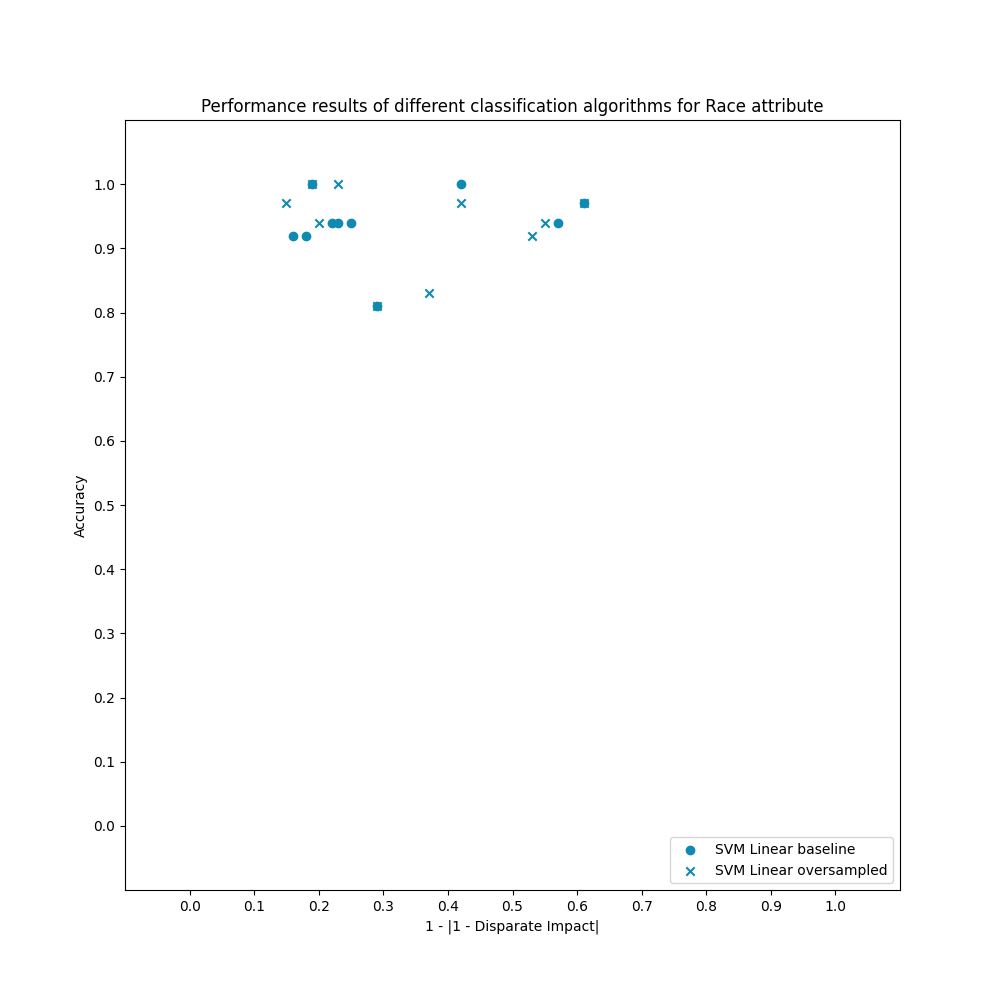 Performance results of different classification algorithms for Race attribute
1.0
0.9
0.8
0.7
0.6
0.5
0.4
0.3
0.2
0.1
0.0
Accuracy
SVM Linear baseline
SVM Linear oversampled
0.0 0.1 0.2 0.3 0.4 0.5 0.6 0.7 0.8 0.9 1.0
1 - |1 - Disparate Impact|